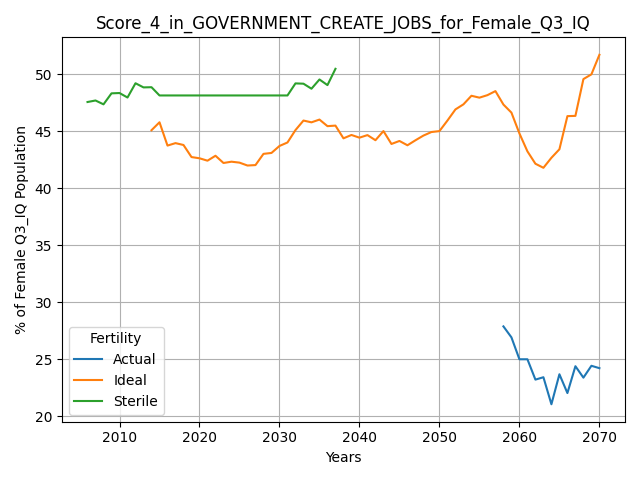 Score_4_in_GOVERNMENT_CREATE_JOBS_for_Female_Q3_IQ
% of Female Q3_IQ Population
50
45
40
35
30
25
20
Fertility
Actual
Ideal
Sterile
2010 2020 2030 2040 2050 2060 2070
Years